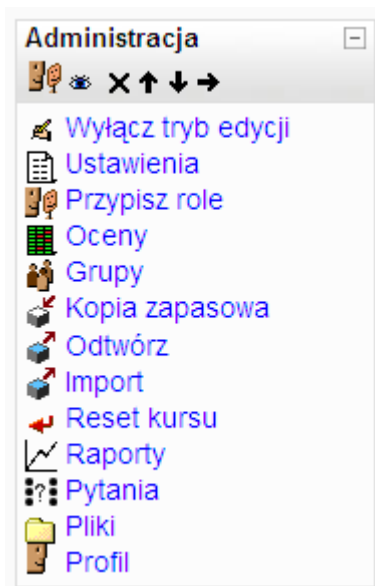 Administracja
Wyłącz tryb edycji
Ustawienia
Przypisz role
Oceny
Grupy
Kopia zapasowa
Odtwórz
Import
Reset kursu
Raporty
Pytania
Pliki
Profil